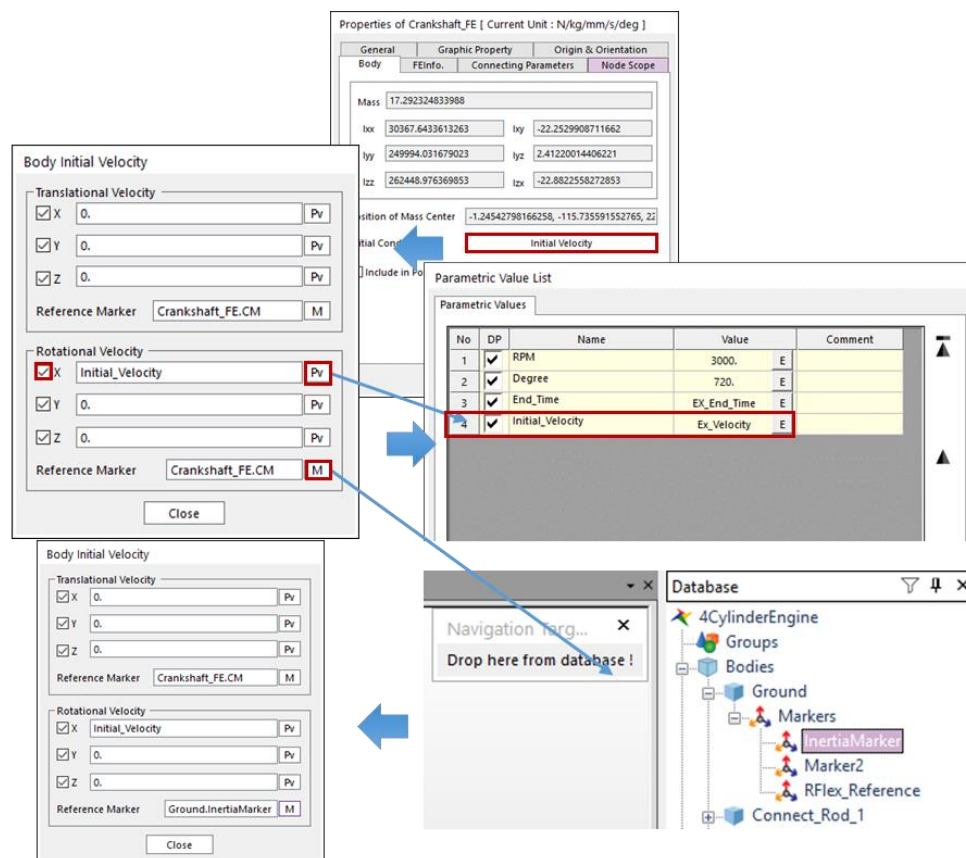 Properties of Crankshaft_FE [ Current Unit : N/kg/mm/s/deg ]
General Graphic Property Origin & Orientation
Body FEInfo. Connecting Parameters Node Scope
Mass 17.292324833988
Ixx 30367.6433613263 Ixy -22.2529908711662
Iyy 249994.031679023 Iyz 2.41220014406221
Izz 262448.976369853 Izx -22.8822558272853
osition of Mass Center -1.24542798166258, -115.735591552765, 22
itial Cond Initial Velocity
Include in Po
Body Initial Velocity
Translational Velocity
X 0. Pv
Y 0. Pv
Z 0. Pv
Reference Marker Crankshaft_FE.CM M
Rotational Velocity
X Initial_Velocity Pv
Y 0. Pv
Z 0. Pv
Reference Marker Crankshaft_FE.CM M
Close
Parametric Value List
Parametric Values
No DP Name Value Comment
1 RPM 3000. E
2 Degree 720. E
3 End_Time EX_End_Time E
4 Initial_Velocity Ex_Velocity E
Body Initial Velocity
Translational Velocity
X 0. Pv
Y 0. Pv
Z 0. Pv
Reference Marker Crankshaft_FE.CM M
Rotational Velocity
X Initial_Velocity Pv
Y 0. Pv
Z 0. Pv
Reference Marker Ground.InertiaMarker M
Close
Navigation Targ...
Drop here from database !
Database
4CylinderEngine
Groups
Bodies
Ground
Markers
InertiaMarker
Marker2
RFlex_Reference
Connect_Rod_1